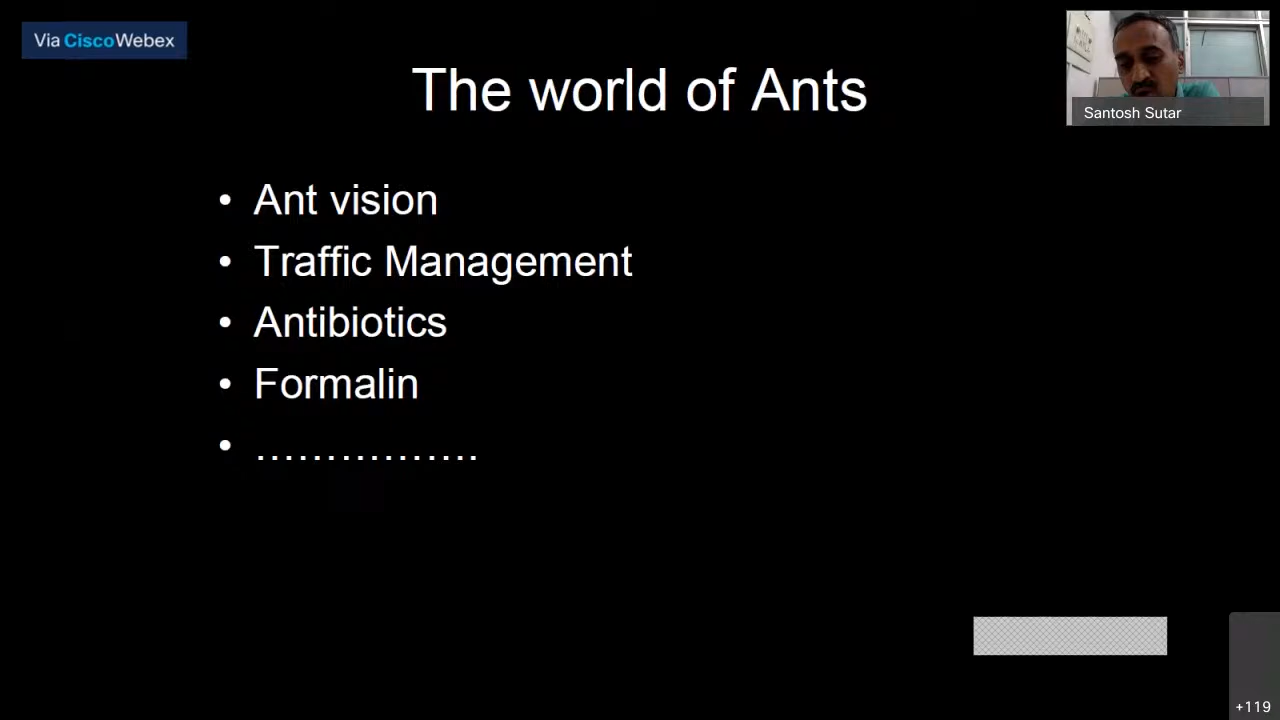 Via CiscoWebex
The world of Ants
Santosh Sutar
• Ant vision
• Traffic Management
• Antibiotics
• Formalin
• ................
+119